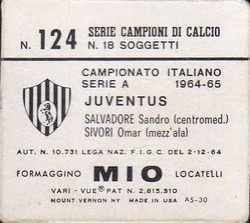 N. 124 SERIE CAMPIONI DI CALCIO
N. 18 SOGGETTI
CAMPIONATO ITALIANO
SERIE A 1964-65
JUVENTUS
SALVADORE Sandro (centromed.)
SIVORI Omar (mezz'ala)
AUT. N. 10.731 LEGA NAZ. F.I.G.C. DEL 2-12-64
FORMAGGINO MIO LOCATELLI
VARI - VUE ® PAT N. 2.815.310
MOUNT VERNON NY MADE IN USA AS-30